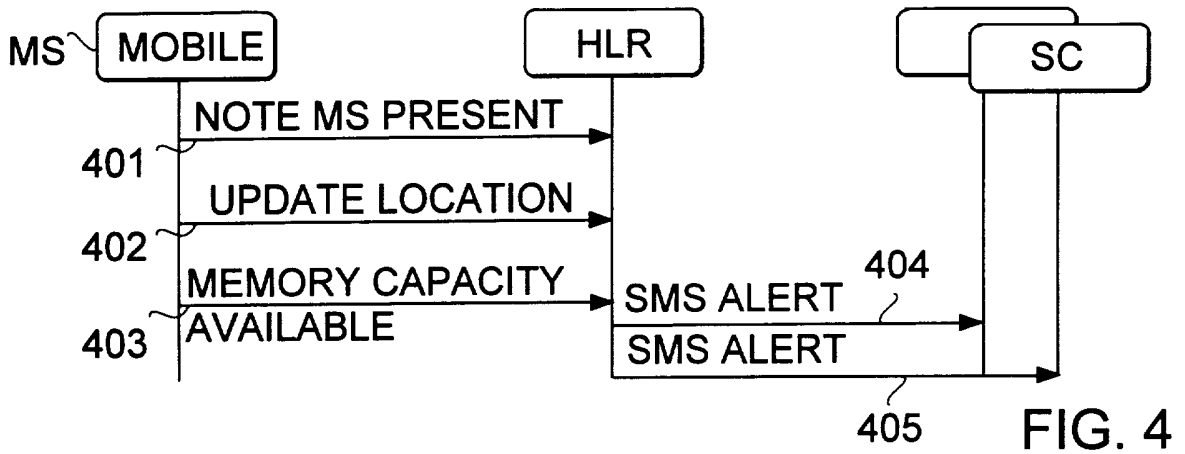 MS
MOBILE
HLR
SC
NOTE MS PRESENT
401
UPDATE LOCATION
402
MEMORY CAPACITY
AVAILABLE
403
SMS ALERT
404
SMS ALERT
405
FIG. 4